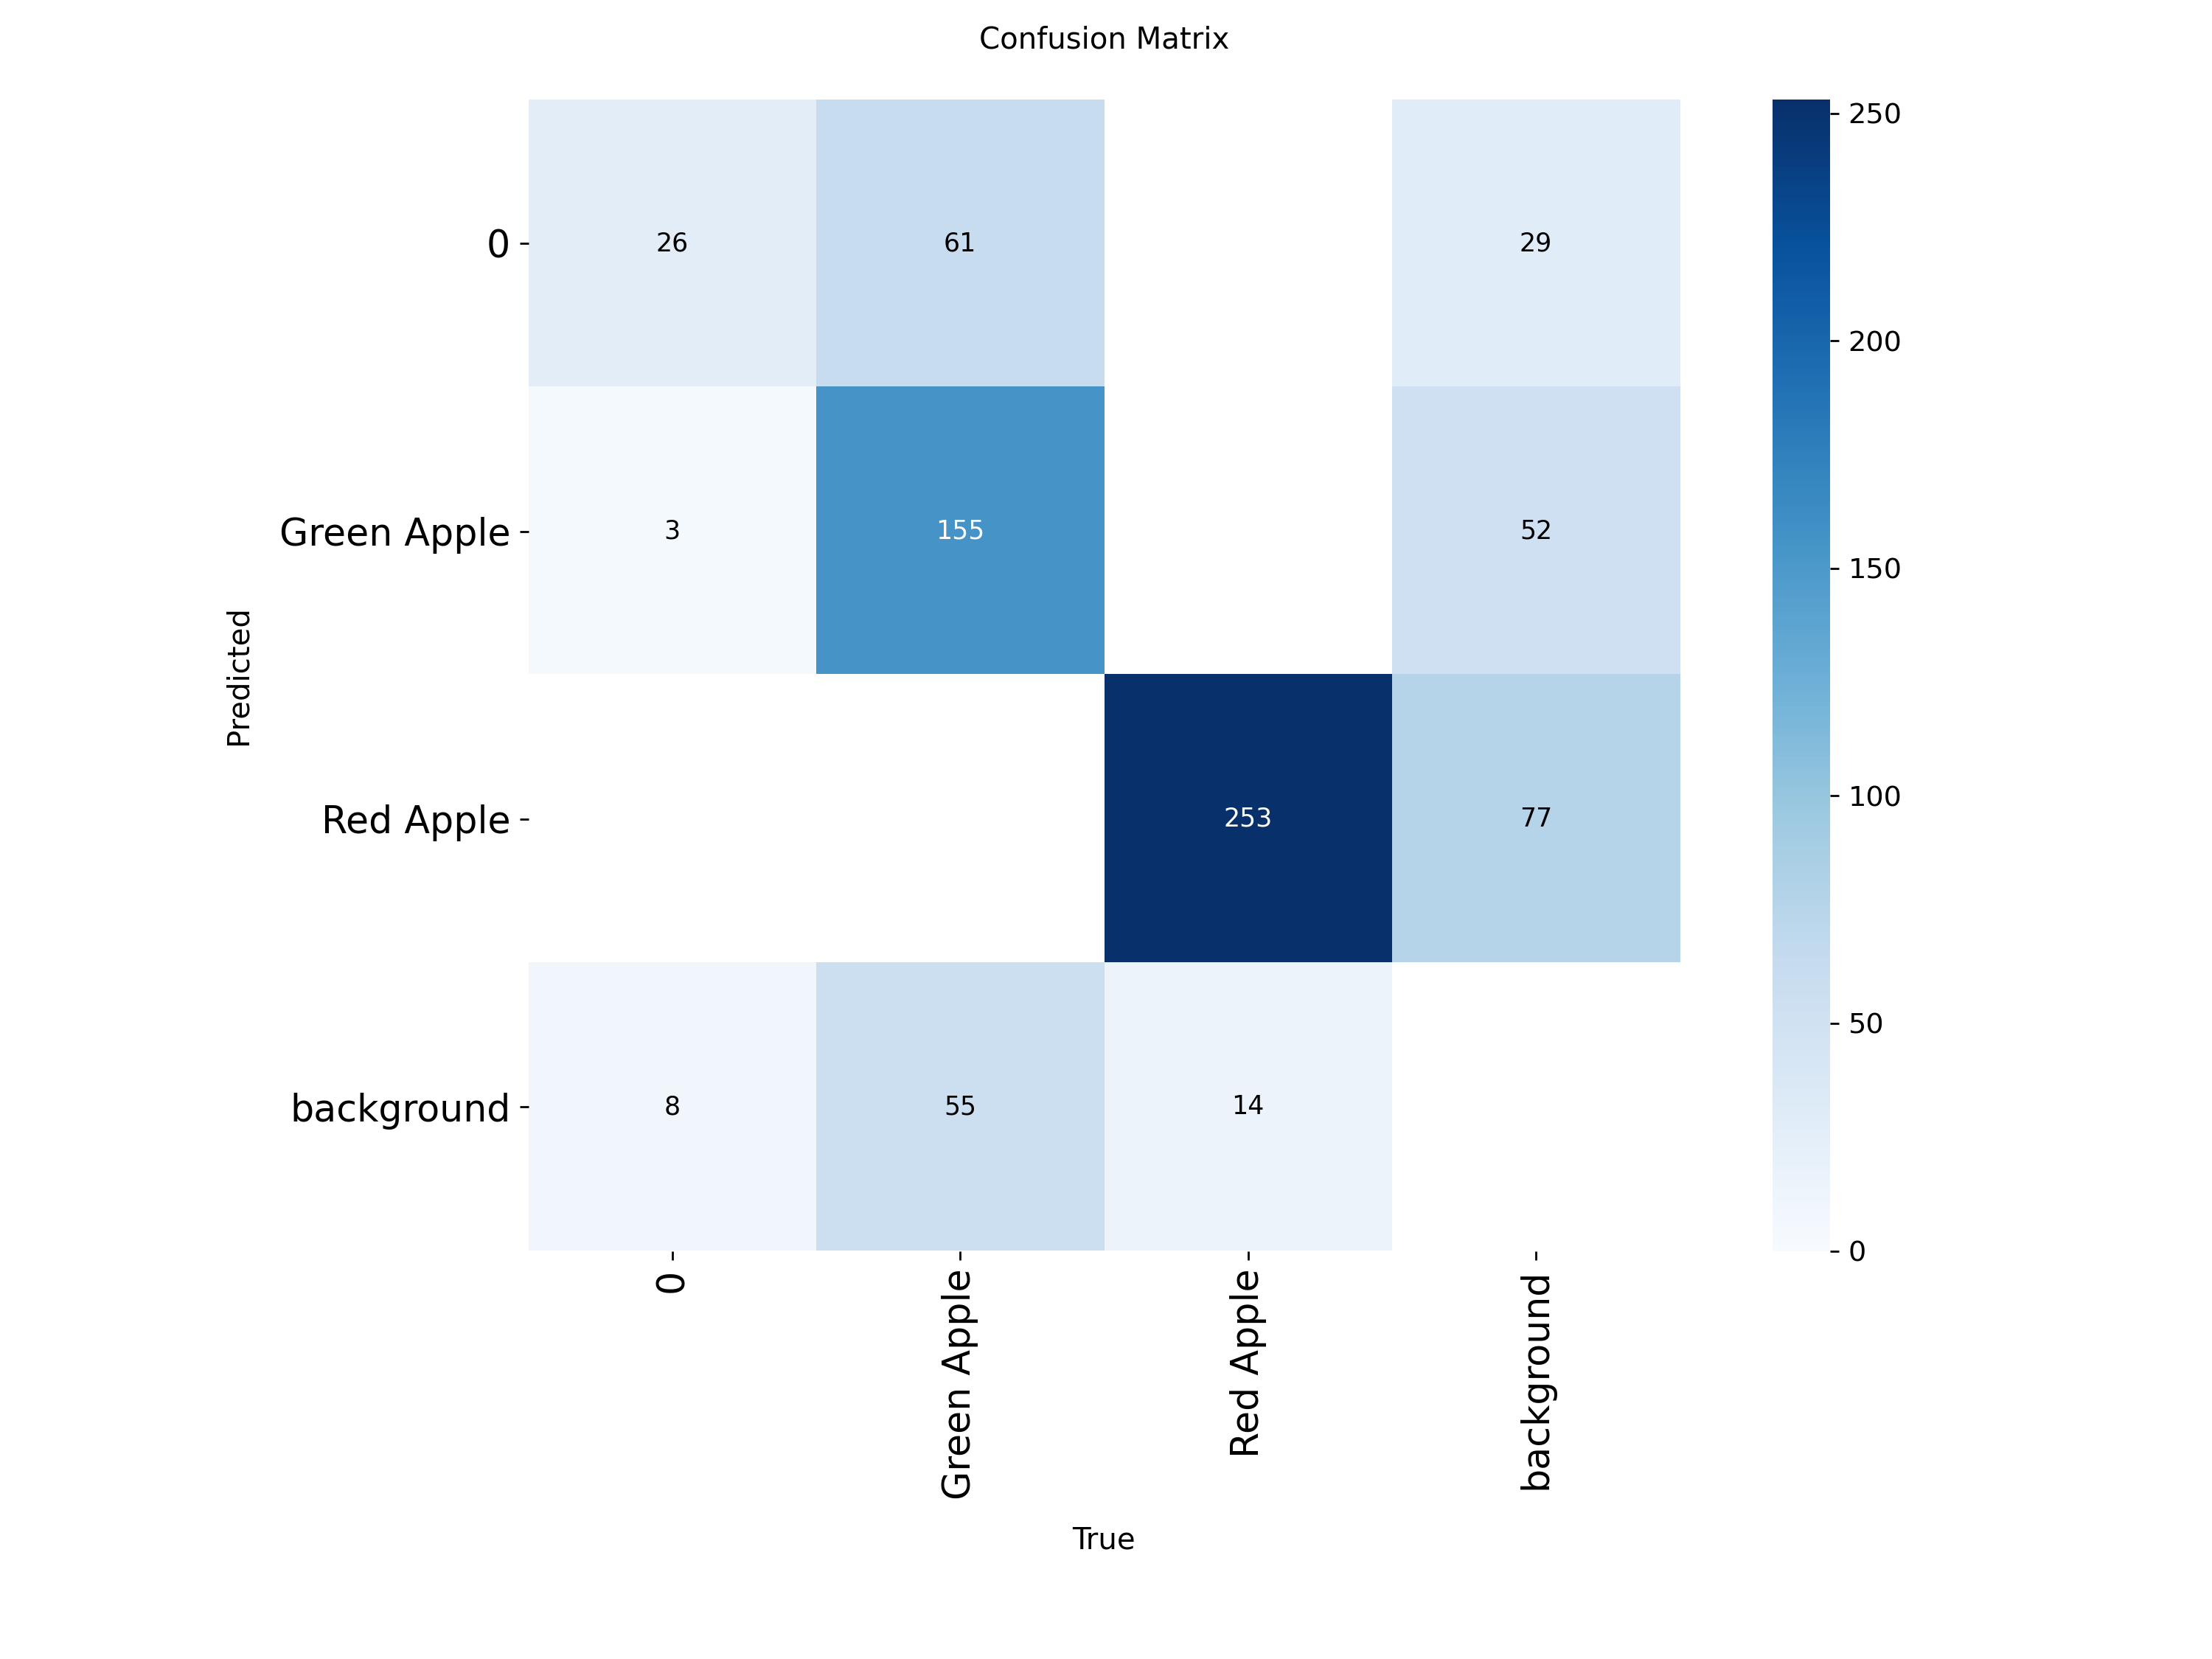 Confusion Matrix
0
26
61
29
Green Apple
3
155
52
Red Apple
253
77
background
8
55
14
Predicted
0
Green Apple
Red Apple
background
True
250
200
150
100
50
0